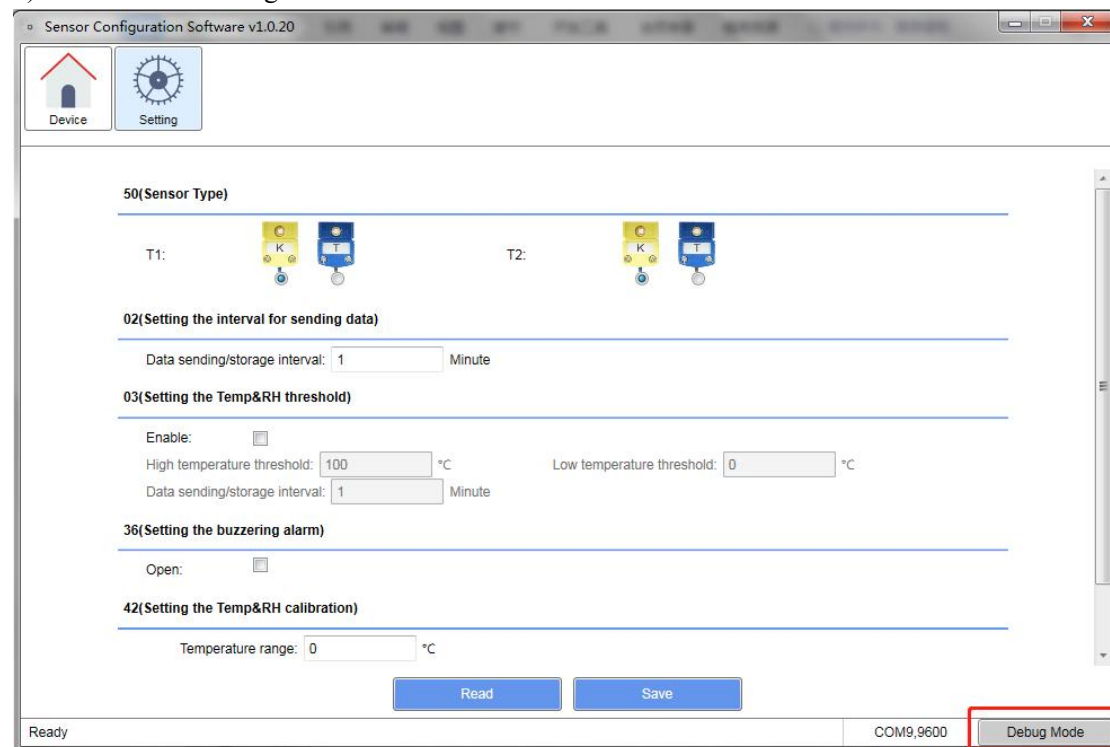 Sensor Configuration Software v1.0.20
Device Setting
50(Sensor Type)
T1: K T T2: K T
02(Setting the interval for sending data)
Data sending/storage interval: 1 Minute
03(Setting the Temp&RH threshold)
Enable:
High temperature threshold: 100 °C Low temperature threshold: 0 °C
Data sending/storage interval: 1 Minute
36(Setting the buzzering alarm)
Open:
42(Setting the Temp&RH calibration)
Temperature range: 0 °C
Read Save
Ready COM9,9600 Debug Mode